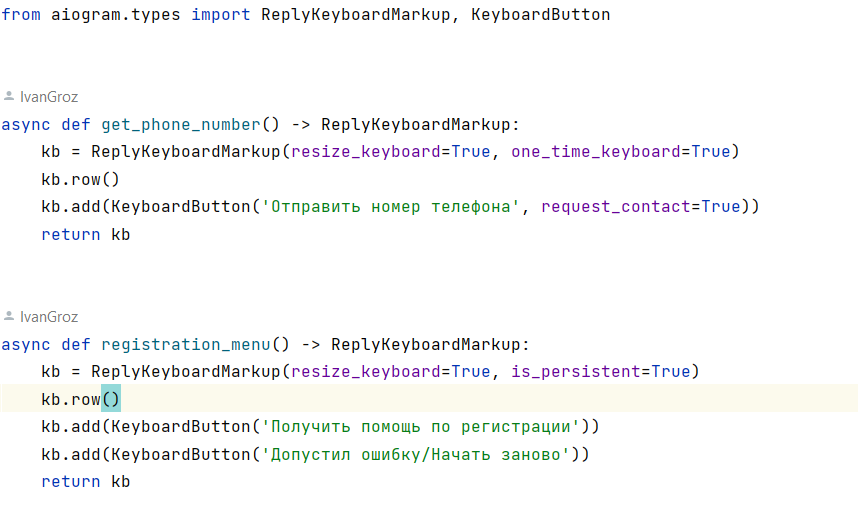 from aiogram.types import ReplyKeyboardMarkup, KeyboardButton
IvanGroz
async def get_phone_number() -> ReplyKeyboardMarkup:
    kb = ReplyKeyboardMarkup(resize_keyboard=True, one_time_keyboard=True)
    kb.row()
    kb.add(KeyboardButton('Отправить номер телефона', request_contact=True))
    return kb
IvanGroz
async def registration_menu() -> ReplyKeyboardMarkup:
    kb = ReplyKeyboardMarkup(resize_keyboard=True, is_persistent=True)
    kb.row()
    kb.add(KeyboardButton('Получить помощь по регистрации'))
    kb.add(KeyboardButton('Допустил ошибку/Начать заново'))
    return kb